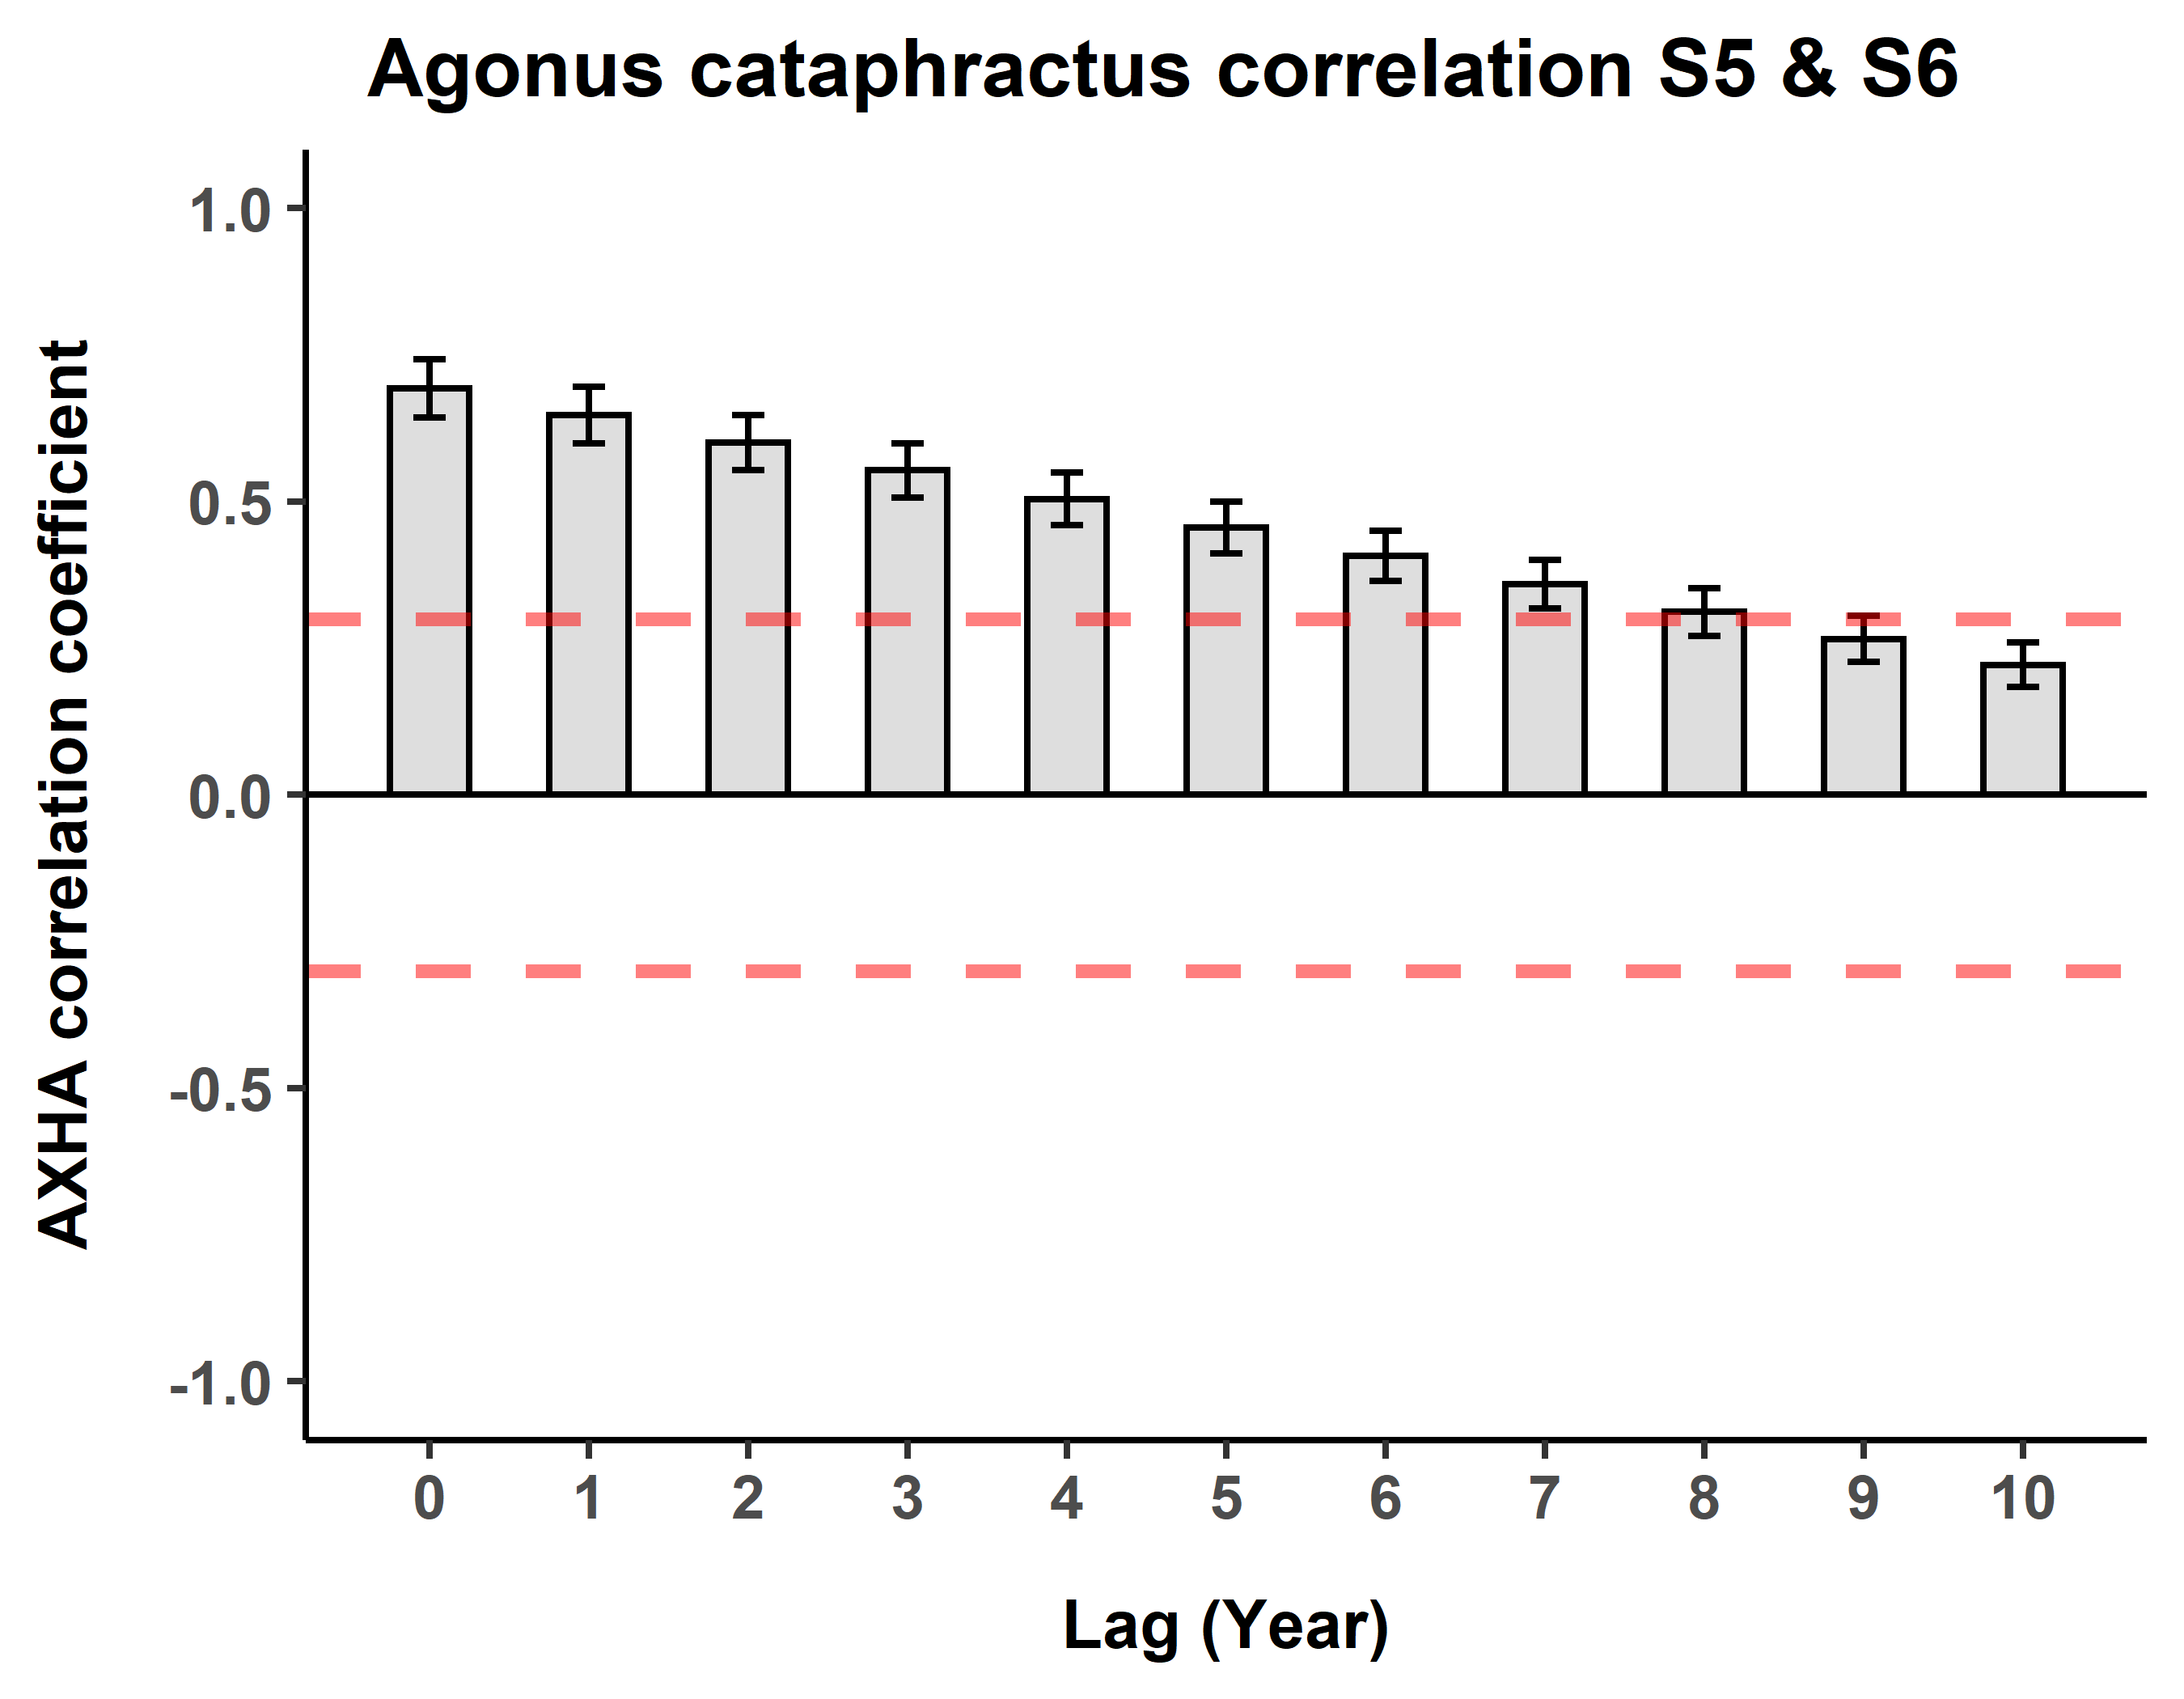 Agonus cataphractus correlation S5 & S6
AXHA correlation coefficient
1.0
0.5
0.0
-0.5
-1.0
0 1 2 3 4 5 6 7 8 9 10
Lag (Year)